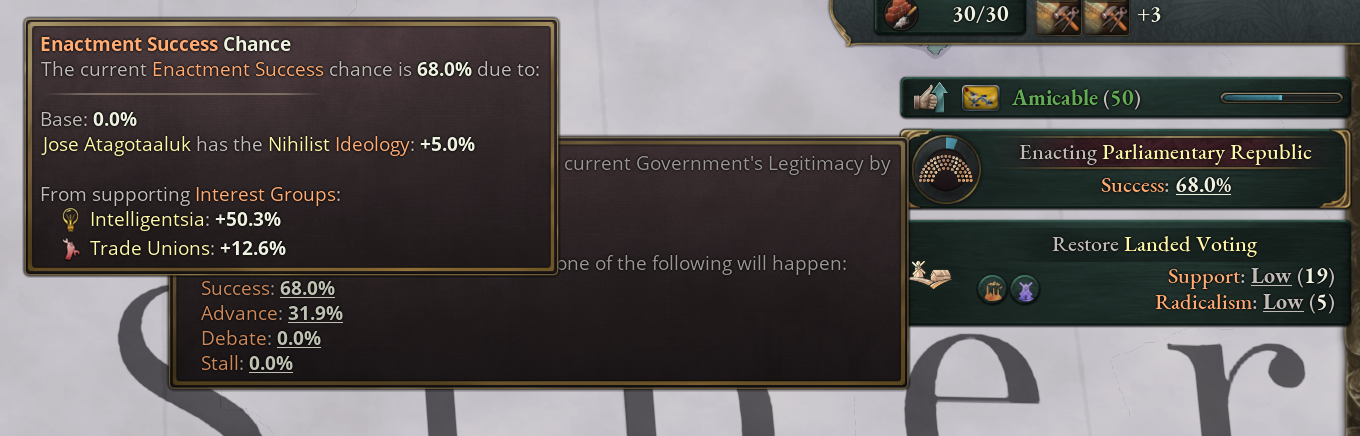 30/30
+3
Enactment Success Chance
The current Enactment Success chance is 68.0% due to:
Base: 0.0%
Jose Atagotaaluk has the Nihilist Ideology: +5.0%
From supporting Interest Groups:
Intelligentsia: +50.3%
Trade Unions: +12.6%
current Government's Legitimacy by
one of the following will happen:
Success: 68.0%
Advance: 31.9%
Debate: 0.0%
Stall: 0.0%
Amicable (50)
Enacting Parliamentary Republic
Success: 68.0%
Restore Landed Voting
Support: Low (19)
Radicalism: Low (5)